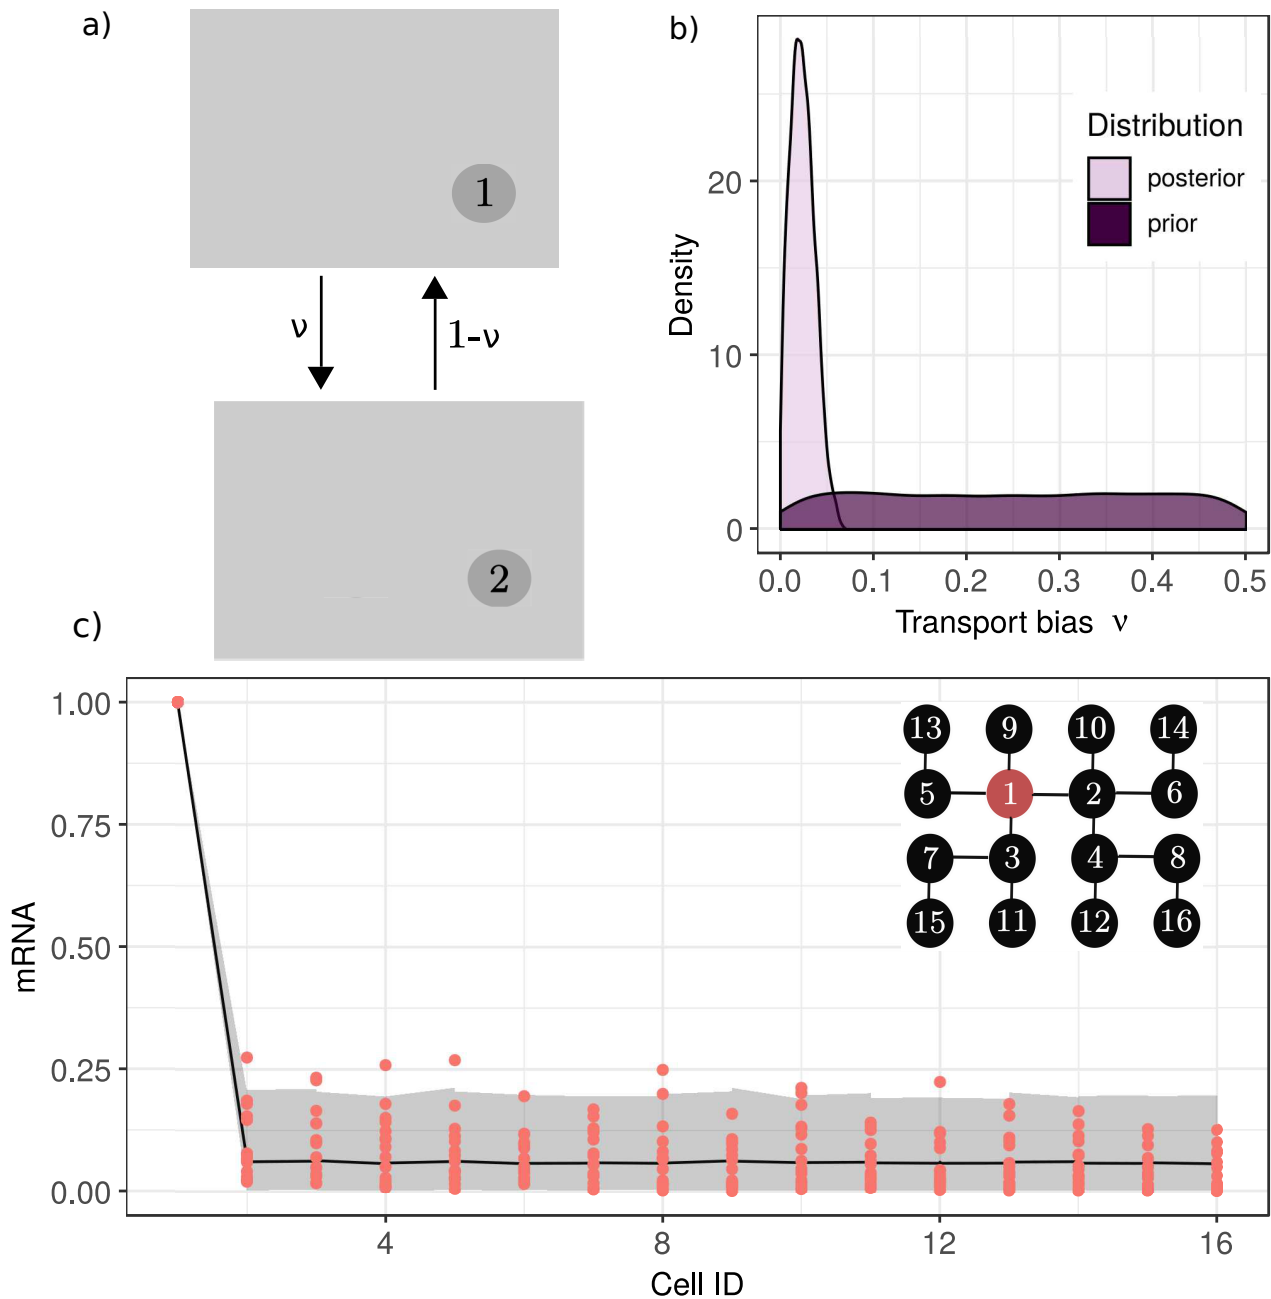 a)
1
ν
1-ν
2
b)
20
10
0
Density
Distribution
posterior
prior
0.0 0.1 0.2 0.3 0.4 0.5
Transport bias ν
c)
1.00
0.75
0.50
0.25
0.00
mRNA
13 9 10 14
5 1 2 6
7 3 4 8
15 11 12 16
4 8 12 16
Cell ID